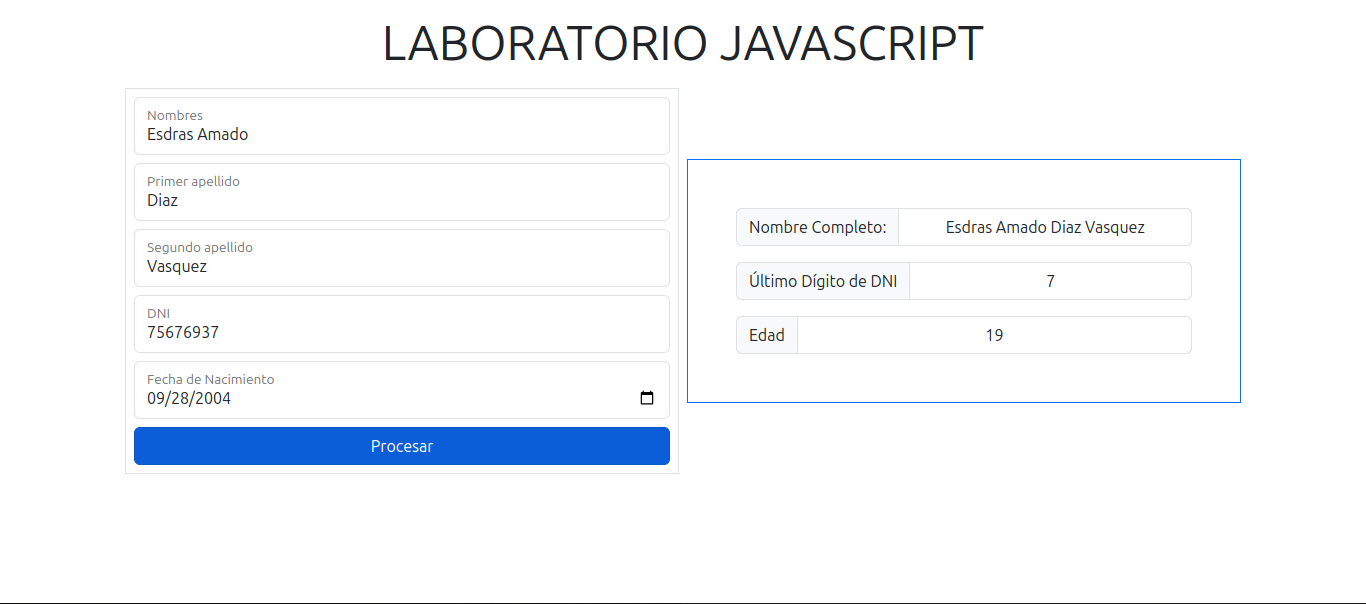 LABORATORIO JAVASCRIPT
Nombres
Esdras Amado
Primer apellido
Diaz
Segundo apellido
Vasquez
DNI
75676937
Fecha de Nacimiento
09/28/2004
Procesar
Nombre Completo: Esdras Amado Diaz Vasquez
Último Dígito de DNI 7
Edad 19